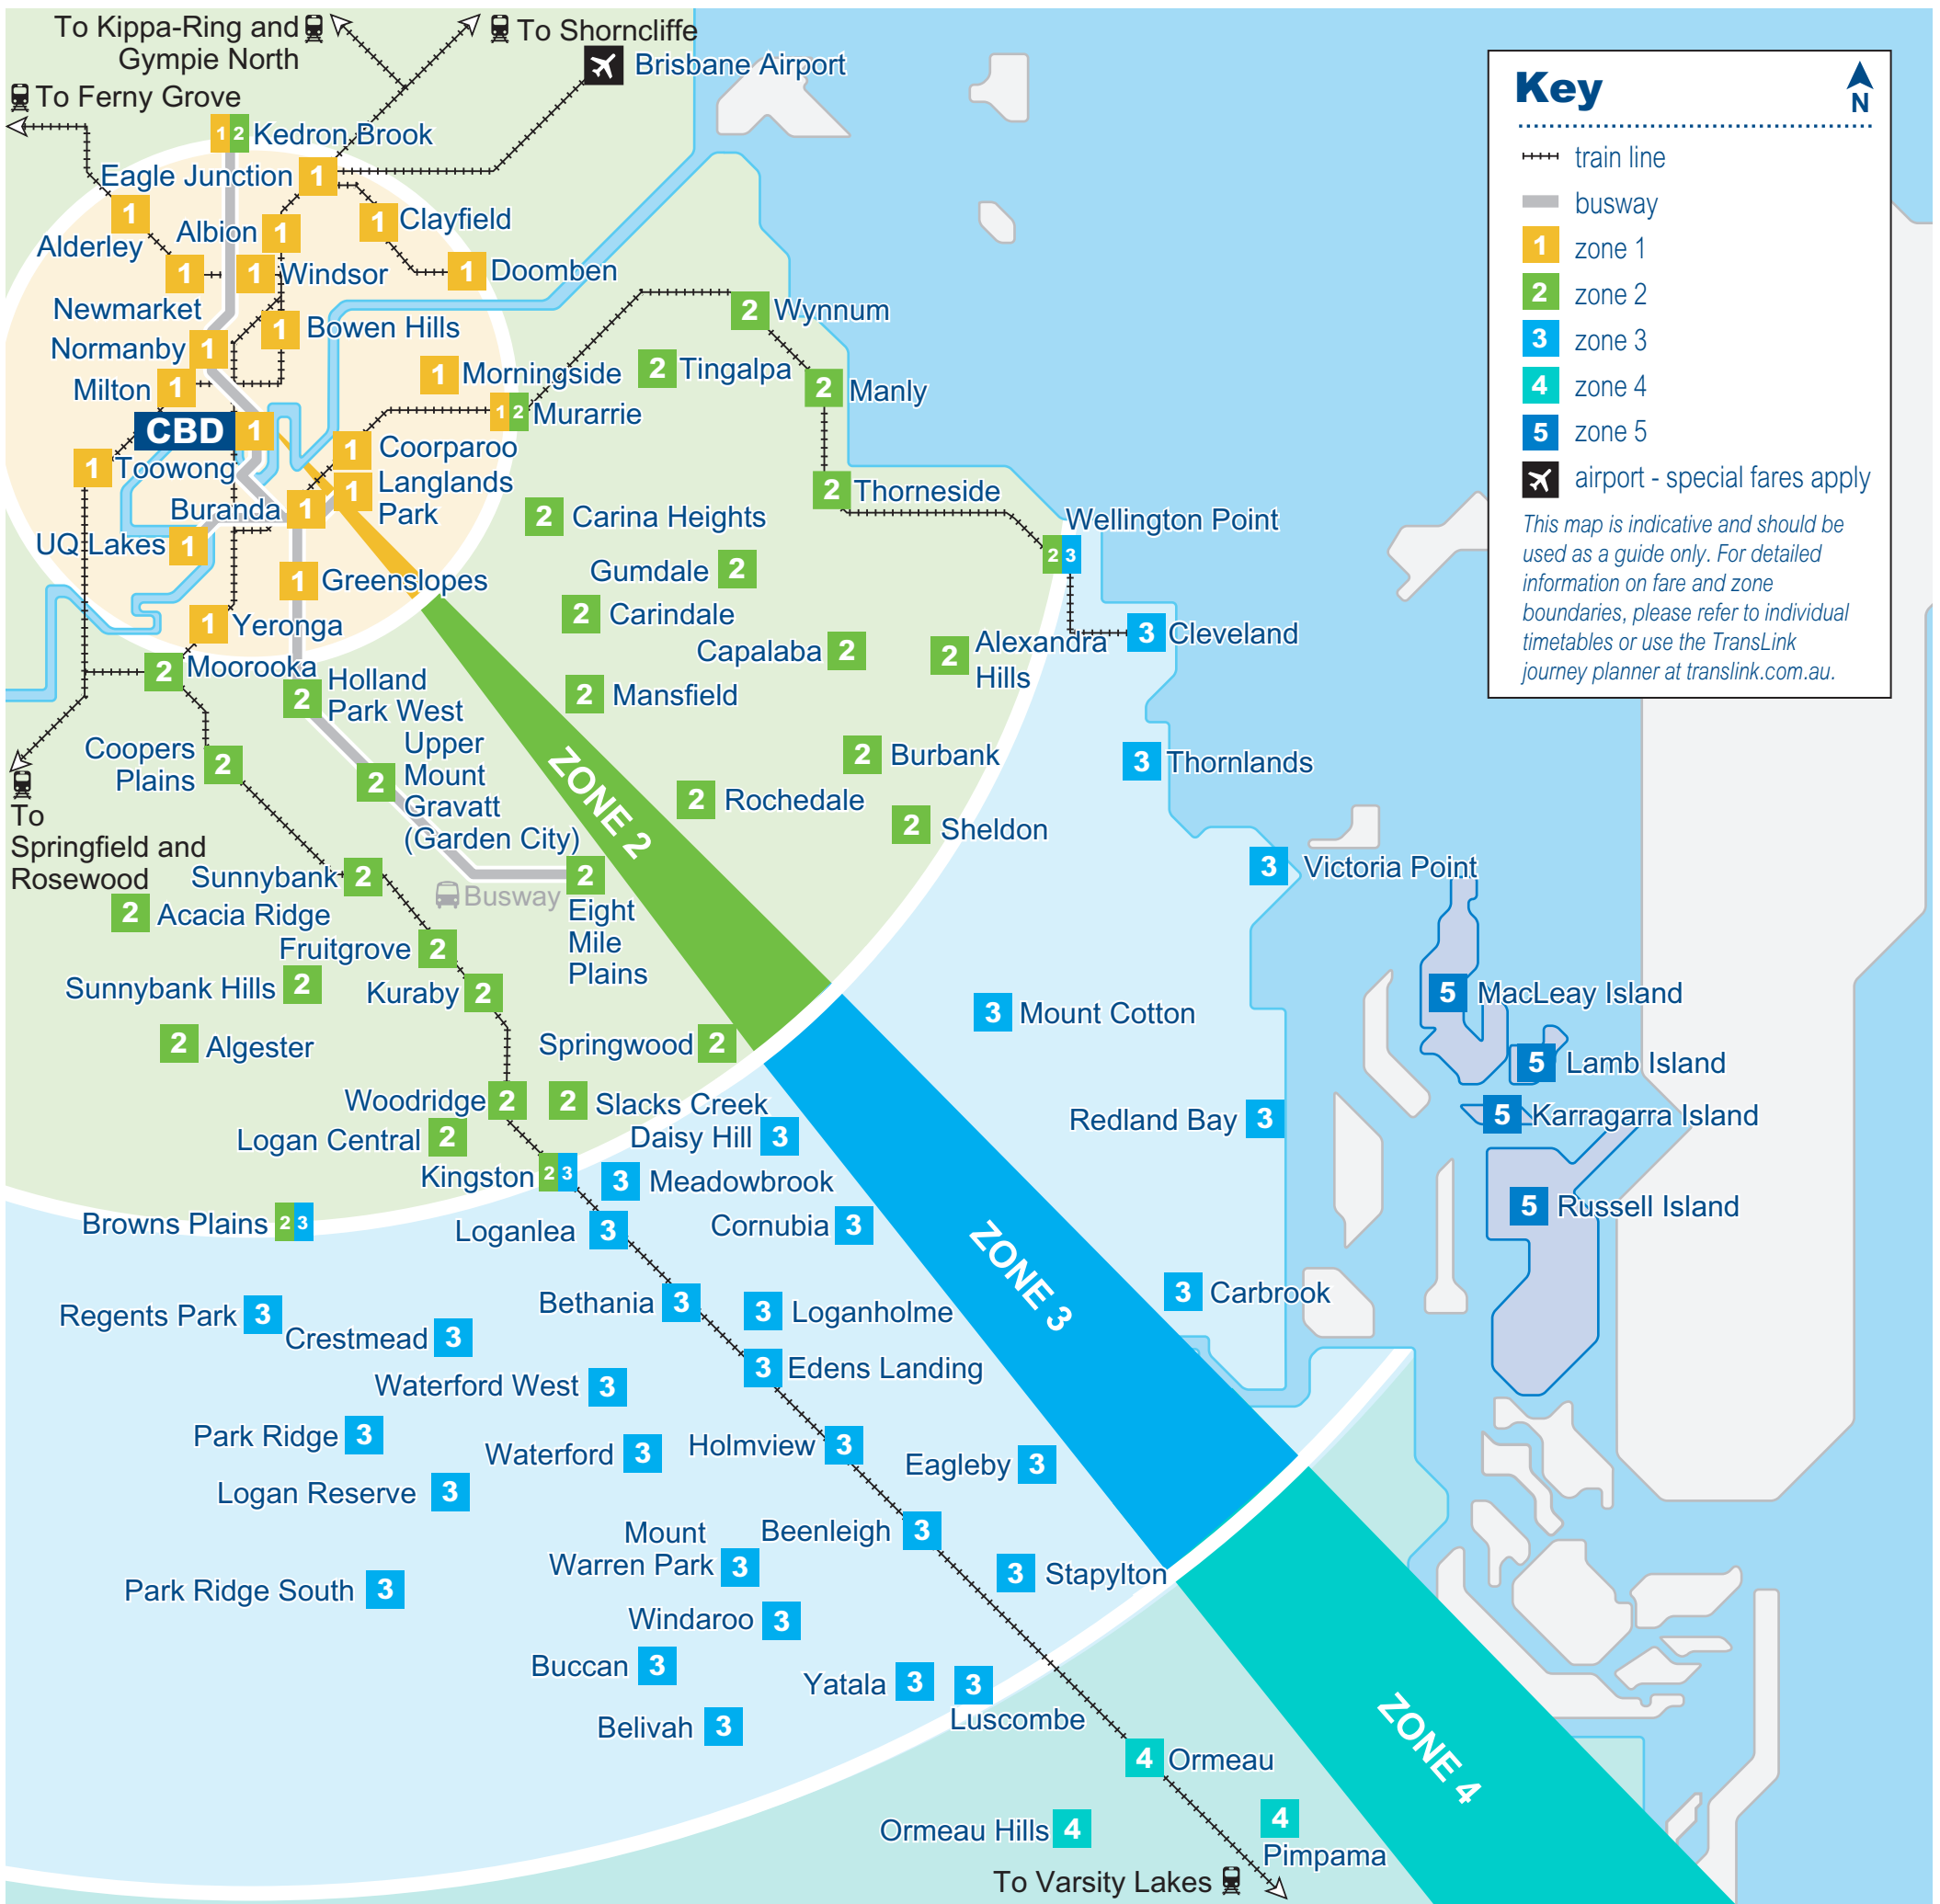 To Kippa-Ring and
Gympie North
To Shorncliffe
Brisbane Airport
To Ferny Grove
1 2 Kedron Brook
Eagle Junction 1
1
Alderley
Albion 1
1 Clayfield
1
Newmarket
1 Windsor
1 Doomben
1 Bowen Hills
Normanby 1
Milton 1
1 Morningside
1 2 Murarrie
2 Wynnum
2 Tingalpa
2 Manly
CBD 1
1 Toowong
1 Coorparoo
1 Langlands
Park
Buranda 1
UQ Lakes 1
1 Greenslopes
1 Yeronga
2 Thorneside
Wellington Point
2 3
2 Carina Heights
Gumdale 2
2 Carindale
Capalaba 2
2 Alexandra
Hills
3 Cleveland
2 Moorooka
2 Holland
Park West
2 Mansfield
Upper
2 Mount
Gravatt
(Garden City)
Coopers
Plains 2
2 Burbank
3 Thornlands
2 Rochedale
2 Sheldon
ZONE 2
To
Springfield and
Rosewood
Sunnybank 2
Busway
2
Eight
Mile
Plains
2 Acacia Ridge
Fruitgrove 2
Sunnybank Hills 2
Kuraby 2
2 Algester
Springwood 2
3 Victoria Point
3 Mount Cotton
5 MacLeay Island
5 Lamb Island
5 Karragarra Island
5 Russell Island
Redland Bay 3
Woodridge 2
2 Slacks Creek
Logan Central 2
Daisy Hill 3
Kingston 2 3
3 Meadowbrook
Browns Plains 2 3
Loganlea 3
Cornubia 3
ZONE 3
3 Carbrook
Regents Park 3
Crestmead 3
Bethania 3
3 Loganholme
3 Edens Landing
Waterford West 3
Park Ridge 3
Waterford 3
Holmview 3
Eagleby 3
Logan Reserve 3
Mount
Warren Park 3
Beenleigh 3
3 Stapylton
Park Ridge South 3
Windaroo 3
Buccan 3
Yatala 3
3
Luscombe
Belivah 3
ZONE 4
4 Ormeau
Ormeau Hills 4
4
Pimpama
To Varsity Lakes
Key
N
train line
busway
1 zone 1
2 zone 2
3 zone 3
4 zone 4
5 zone 5
airport - special fares apply
This map is indicative and should be
used as a guide only. For detailed
information on fare and zone
boundaries, please refer to individual
timetables or use the TransLink
journey planner at translink.com.au.